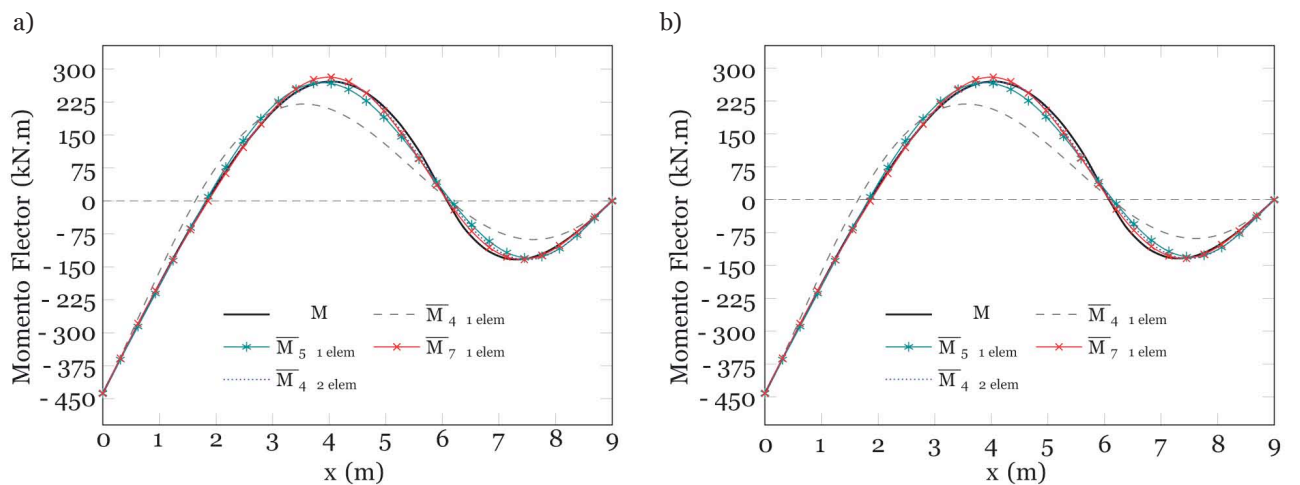 a)
Momento Flector (kN.m)
300
225
150
75
0
- 75
- 150
- 225
- 300
- 375
- 450
M
M̅4 1 elem
M̅5 1 elem
M̅7 1 elem
M̅4 2 elem
0 1 2 3 4 5 6 7 8 9
x (m)
b)
Momento Flector (kN.m)
300
225
150
75
0
- 75
- 150
- 225
- 300
- 375
- 450
M
M̅4 1 elem
M̅5 1 elem
M̅7 1 elem
M̅4 2 elem
0 1 2 3 4 5 6 7 8 9
x (m)